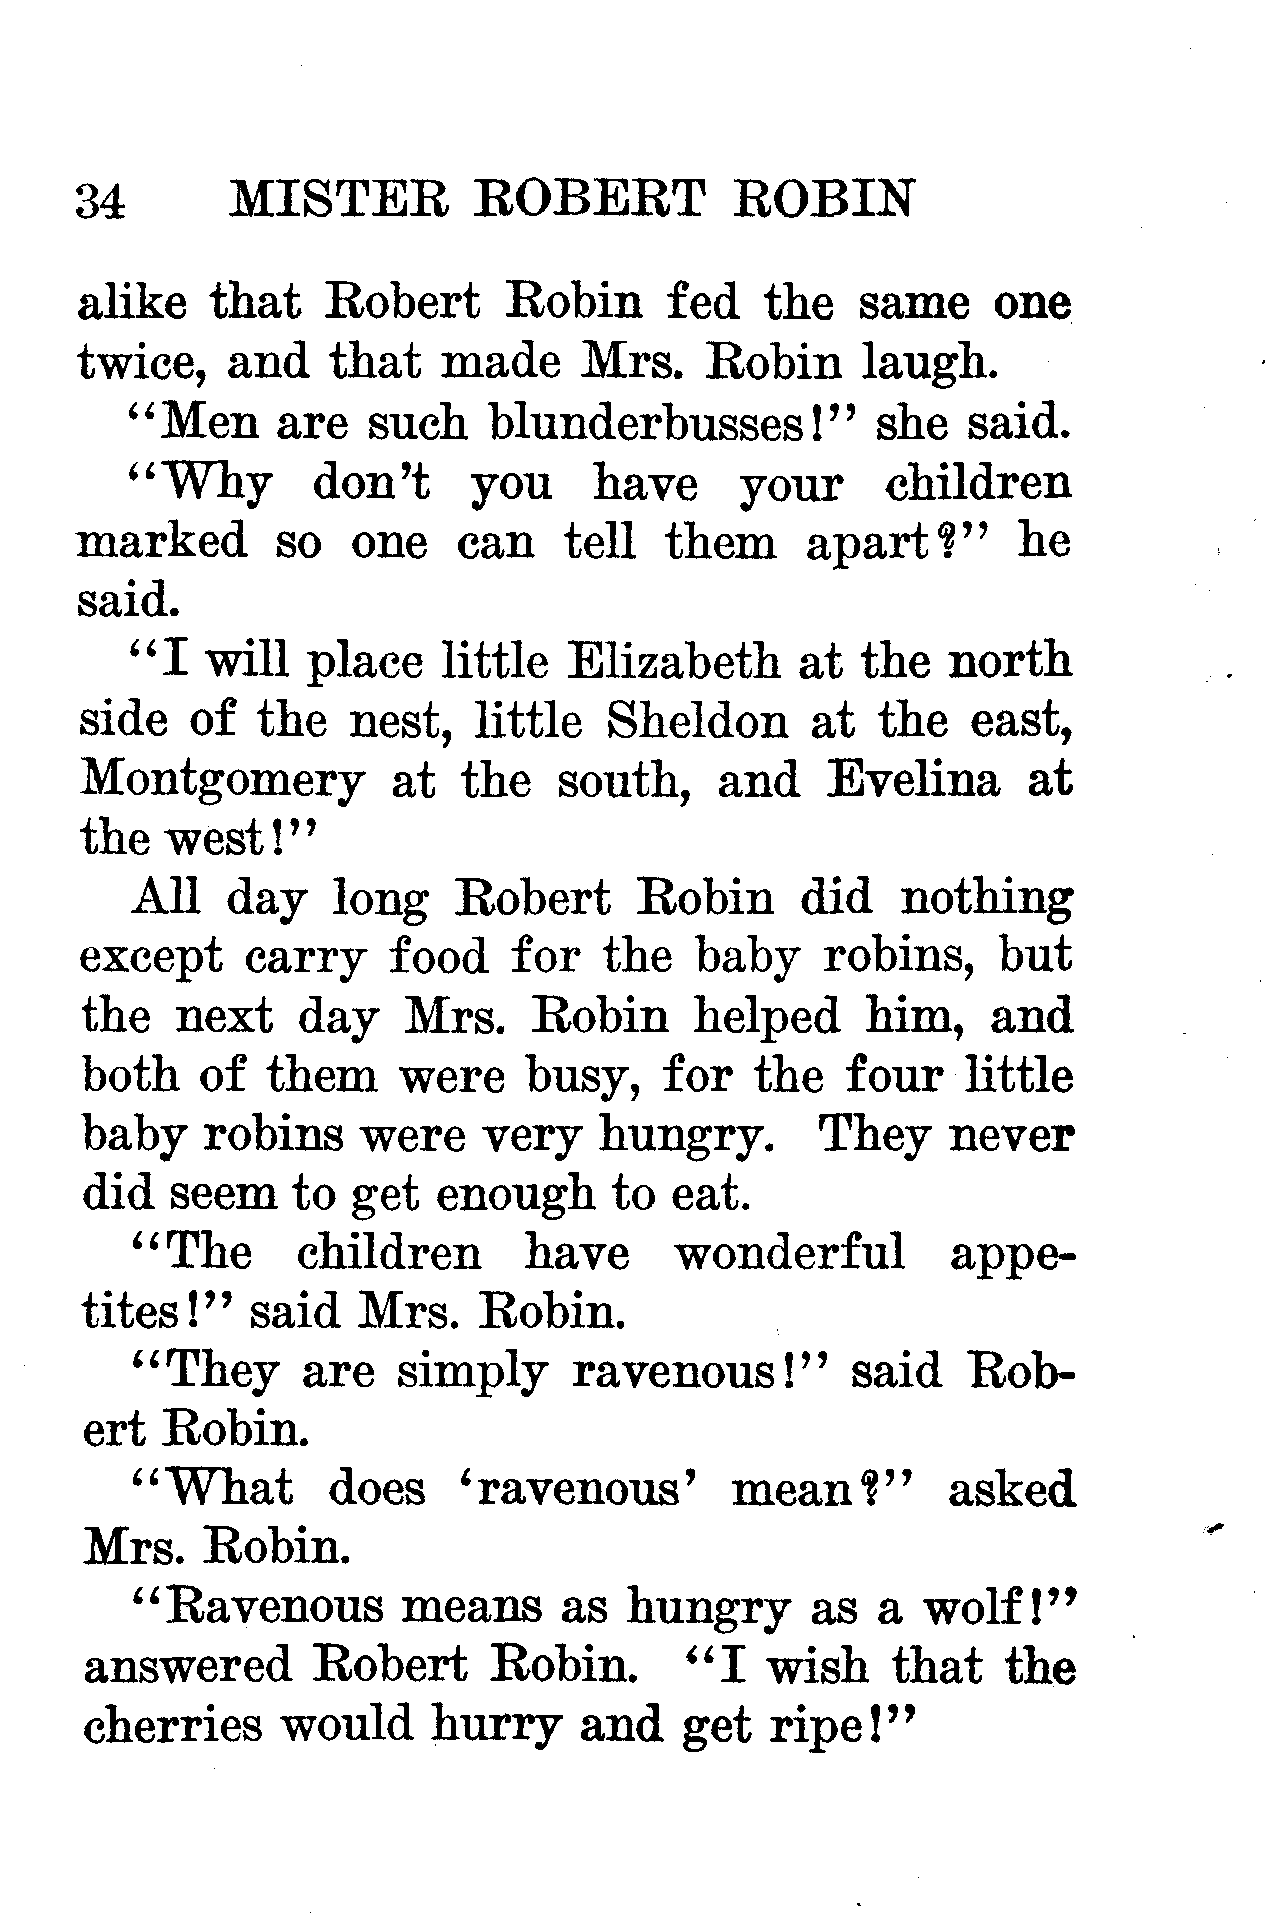 34 MISTER ROBERT ROBIN
alike that Robert Robin fed the same one
twice, and that made Mrs. Robin laugh.
“Men are such blunderbusses!” she said.
“Why don’t you have your children
marked so one can tell them apart?” he
said.
“I will place little Elizabeth at the north
side of the nest, little Sheldon at the east,
Montgomery at the south, and Evelina at
the west!”
All day long Robert Robin did nothing
except carry food for the baby robins, but
the next day Mrs. Robin helped him, and
both of them were busy, for the four little
baby robins were very hungry. They never
did seem to get enough to eat.
“The children have wonderful appe-
tites!” said Mrs. Robin.
“They are simply ravenous!” said Rob-
ert Robin.
“What does ‘ravenous’ mean?” asked
Mrs. Robin.
“Ravenous means as hungry as a wolf!”
answered Robert Robin. “I wish that the
cherries would hurry and get ripe!”